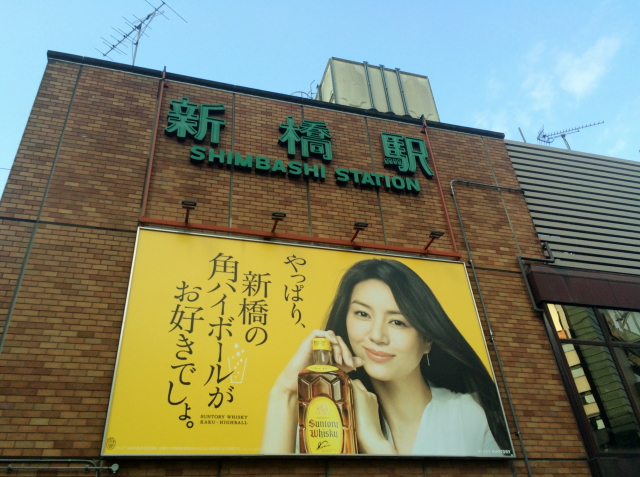 新橋駅
SHIMBASHI STATION
やっぱり、
新橋の
角ハイボールが
お好きでしょ。
SUNTORY WHISKY
KAKU-HIGHBALL
Suntory
Whisky